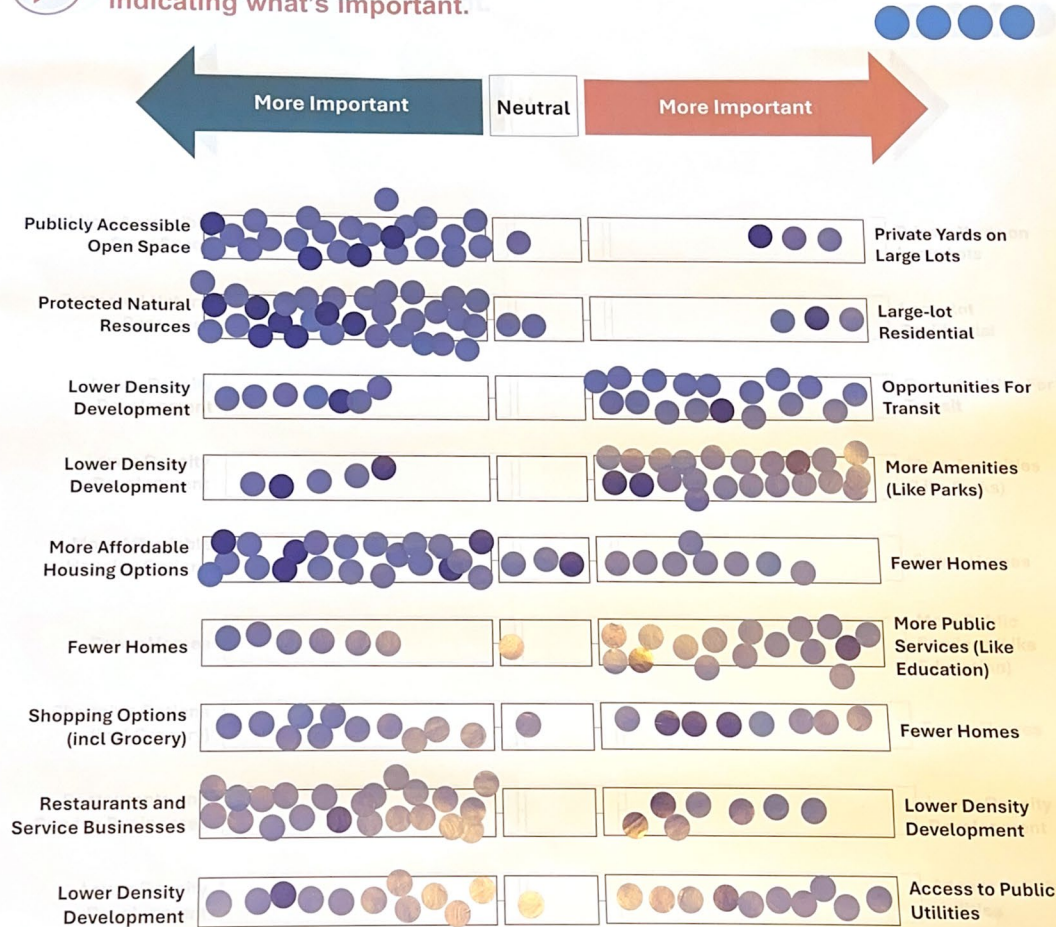 indicating what's important.
More Important
Neutral
More Important
Publicly Accessible
Open Space
Private Yards on
Large Lots
Protected Natural
Resources
Large-lot
Residential
Lower Density
Development
Opportunities For
Transit
Lower Density
Development
More Amenities
(Like Parks)
More Affordable
Housing Options
Fewer Homes
Fewer Homes
More Public
Services (Like
Education)
Shopping Options
(incl Grocery)
Fewer Homes
Restaurants and
Service Businesses
Lower Density
Development
Lower Density
Development
Access to Public
Utilities